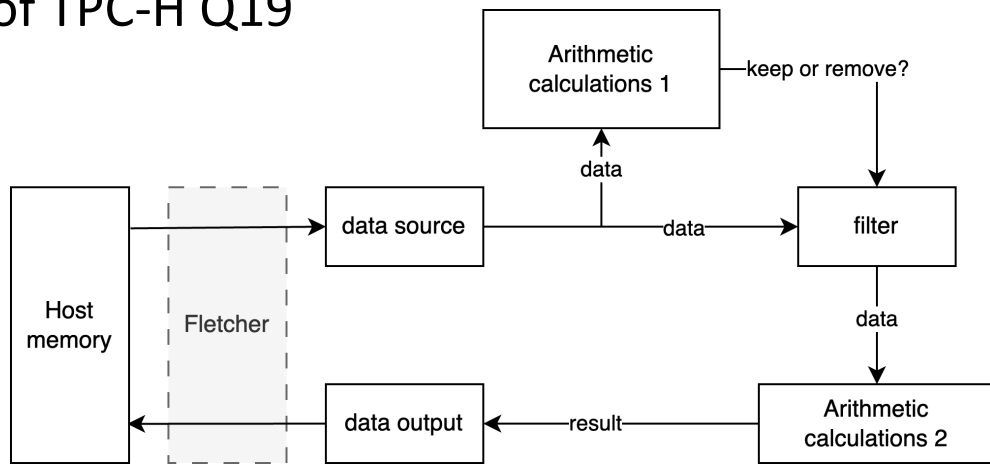 of TPC-H Q19
Arithmetic
calculations 1
keep or remove?
data
data source
data
filter
Host
memory
Fletcher
data
data output
result
Arithmetic
calculations 2